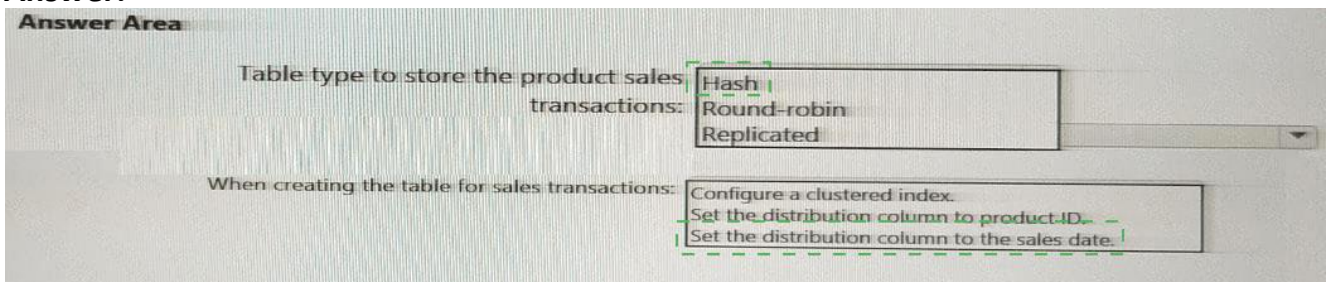 Answer Area
Table type to store the product sales
transactions:
Hash
Round-robin
Replicated
When creating the table for sales transactions:
Configure a clustered index.
Set the distribution column to product ID.
Set the distribution column to the sales date.